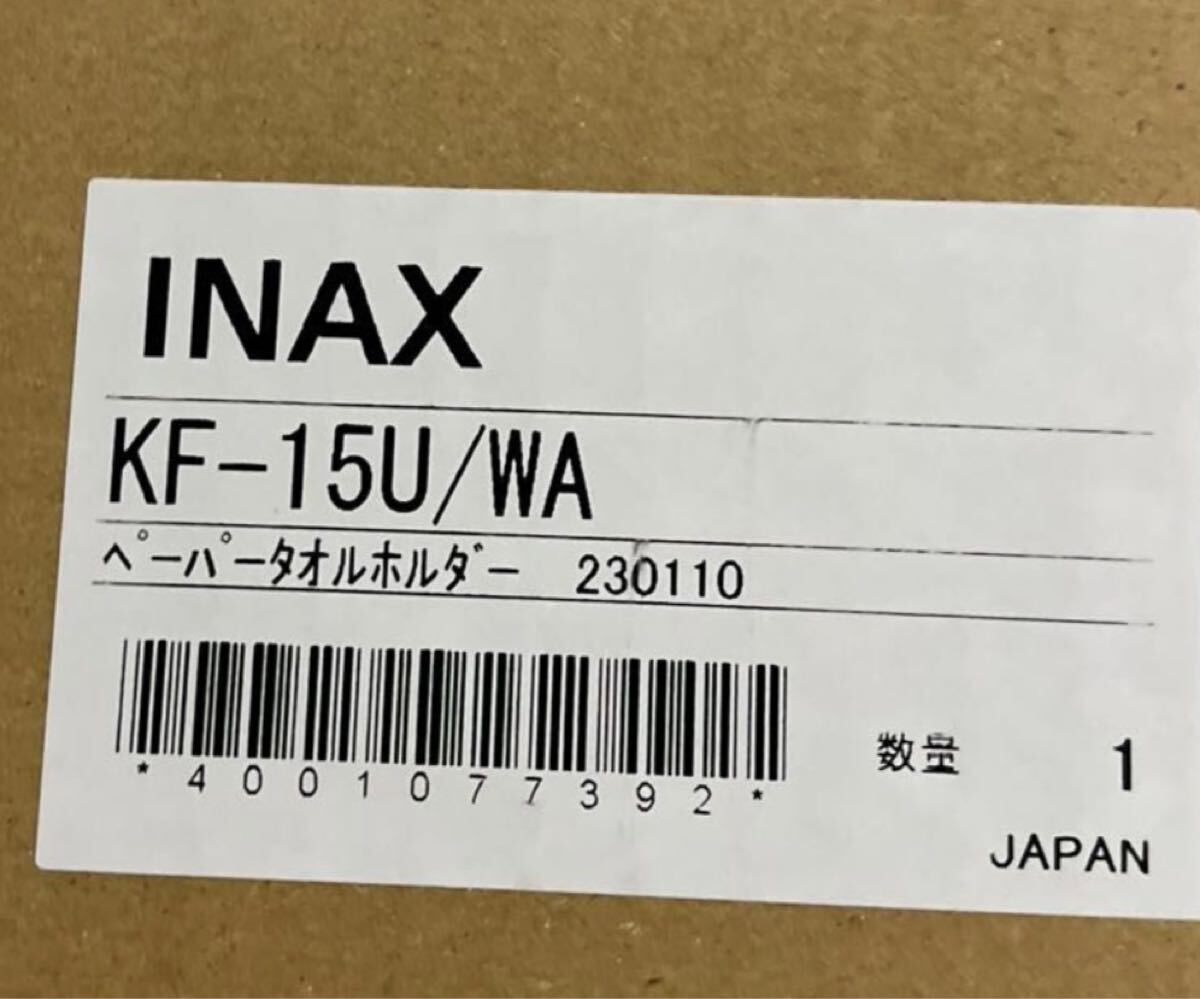 INAX
KF-15U/WA
ﾍﾟｰﾊﾟｰﾀｵﾙﾎﾙﾀﾞｰ 230110
*4001077392*
数量 1
JAPAN